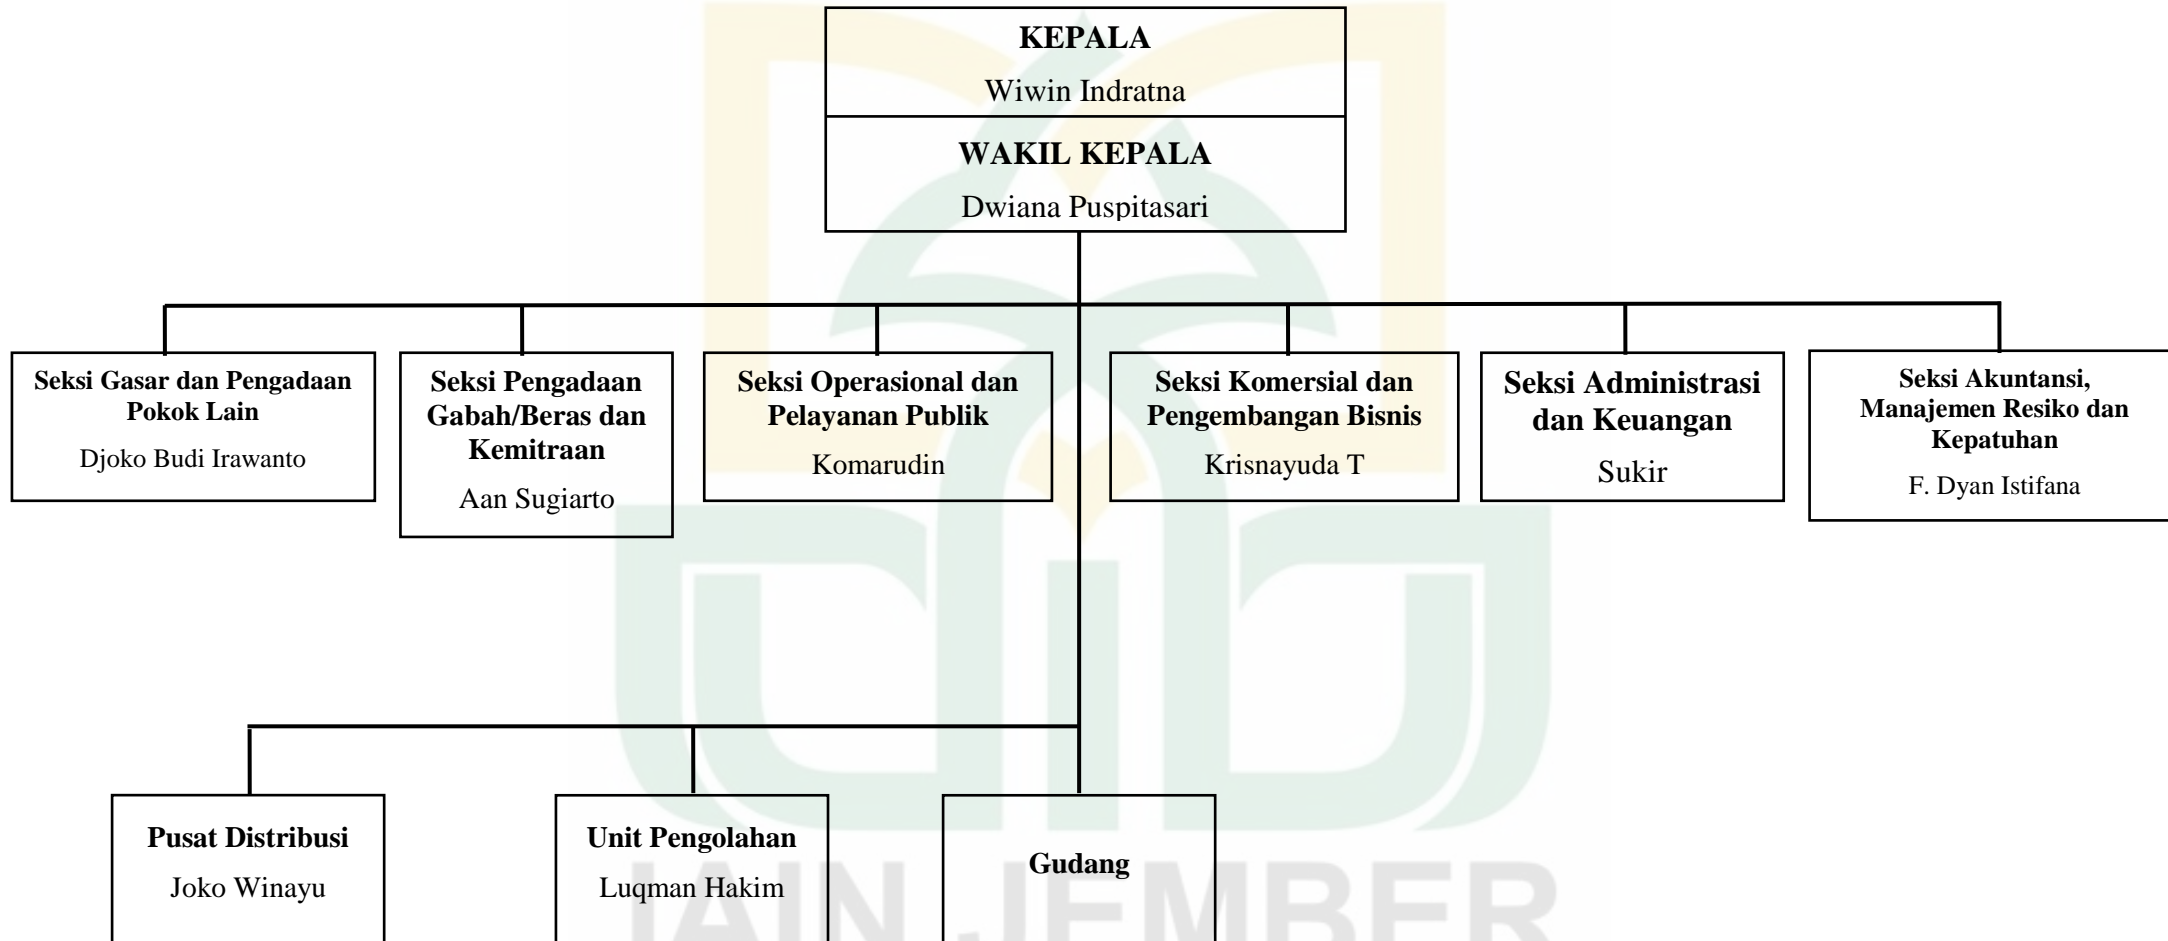 KEPALA
Wiwin Indratna
WAKIL KEPALA
Dwiana Puspitasari
Seksi Gasar dan Pengadaan
Pokok Lain
Djoko Budi Irawanto
Seksi Pengadaan
Gabah/Beras dan
Kemitraan
Aan Sugiarto
Seksi Operasional dan
Pelayanan Publik
Komarudin
Seksi Komersial dan
Pengembangan Bisnis
Krisnayuda T
Seksi Administrasi
dan Keuangan
Sukir
Seksi Akuntansi,
Manajemen Resiko dan
Kepatuhan
F. Dyan Istifana
Pusat Distribusi
Joko Winayu
Unit Pengolahan
Luqman Hakim
Gudang
IAIN JEMBER